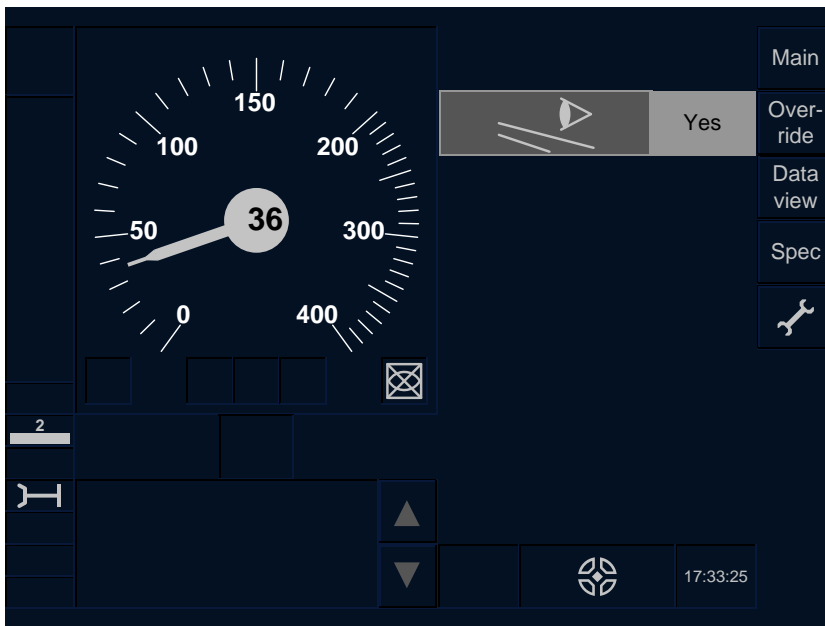 150
100
200
50
36
300
0
400
Yes
Main
Over-
ride
Data
view
Spec
2
17:33:25